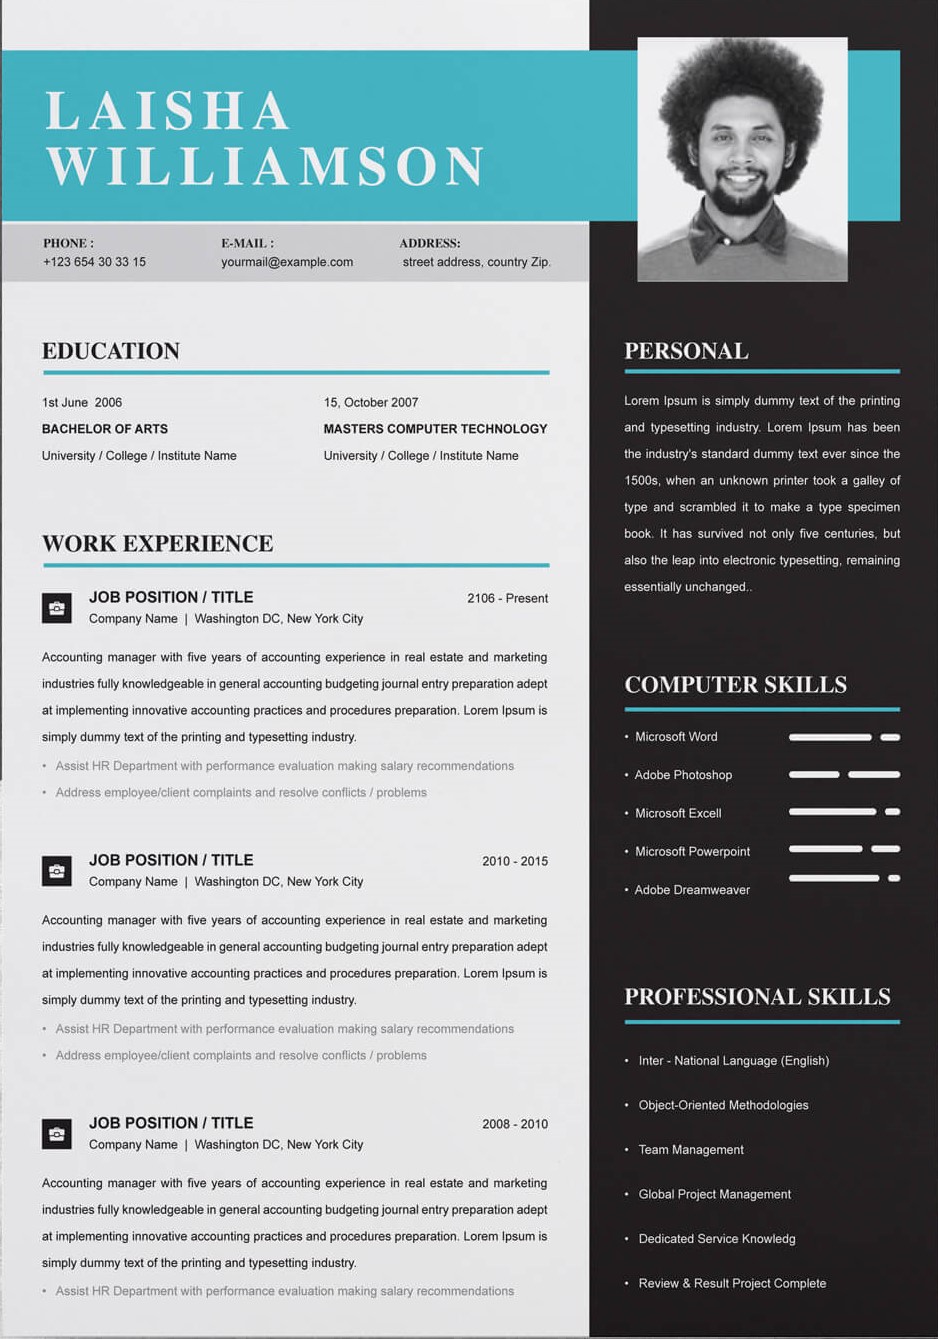 LAISHA
WILLIAMSON
PHONE :
+123 654 30 33 15
E-MAIL :
yourmail@example.com
ADDRESS:
street address, country Zip.
EDUCATION
1st June 2006
BACHELOR OF ARTS
University / College / Institute Name
15, October 2007
MASTERS COMPUTER TECHNOLOGY
University / College / Institute Name
WORK EXPERIENCE
JOB POSITION / TITLE
2106 - Present
Company Name | Washington DC, New York City
Accounting manager with five years of accounting experience in real estate and marketing
industries fully knowledgeable in general accounting budgeting journal entry preparation adept
at implementing innovative accounting practices and procedures preparation. Lorem Ipsum is
simply dummy text of the printing and typesetting industry.
• Assist HR Department with performance evaluation making salary recommendations
• Address employee/client complaints and resolve conflicts / problems
JOB POSITION / TITLE
2010 - 2015
Company Name | Washington DC, New York City
Accounting manager with five years of accounting experience in real estate and marketing
industries fully knowledgeable in general accounting budgeting journal entry preparation adept
at implementing innovative accounting practices and procedures preparation. Lorem Ipsum is
simply dummy text of the printing and typesetting industry.
• Assist HR Department with performance evaluation making salary recommendations
• Address employee/client complaints and resolve conflicts / problems
JOB POSITION / TITLE
2008 - 2010
Company Name | Washington DC, New York City
Accounting manager with five years of accounting experience in real estate and marketing
industries fully knowledgeable in general accounting budgeting journal entry preparation adept
at implementing innovative accounting practices and procedures preparation. Lorem Ipsum is
simply dummy text of the printing and typesetting industry.
• Assist HR Department with performance evaluation making salary recommendations
PERSONAL
Lorem Ipsum is simply dummy text of the printing
and typesetting industry. Lorem Ipsum has been
the industry's standard dummy text ever since the
1500s, when an unknown printer took a galley of
type and scrambled it to make a type specimen
book. It has survived not only five centuries, but
also the leap into electronic typesetting, remaining
essentially unchanged..
COMPUTER SKILLS
• Microsoft Word
• Adobe Photoshop
• Microsoft Excell
• Microsoft Powerpoint
• Adobe Dreamweaver
PROFESSIONAL SKILLS
• Inter - National Language (English)
• Object-Oriented Methodologies
• Team Management
• Global Project Management
• Dedicated Service Knowledg
• Review & Result Project Complete